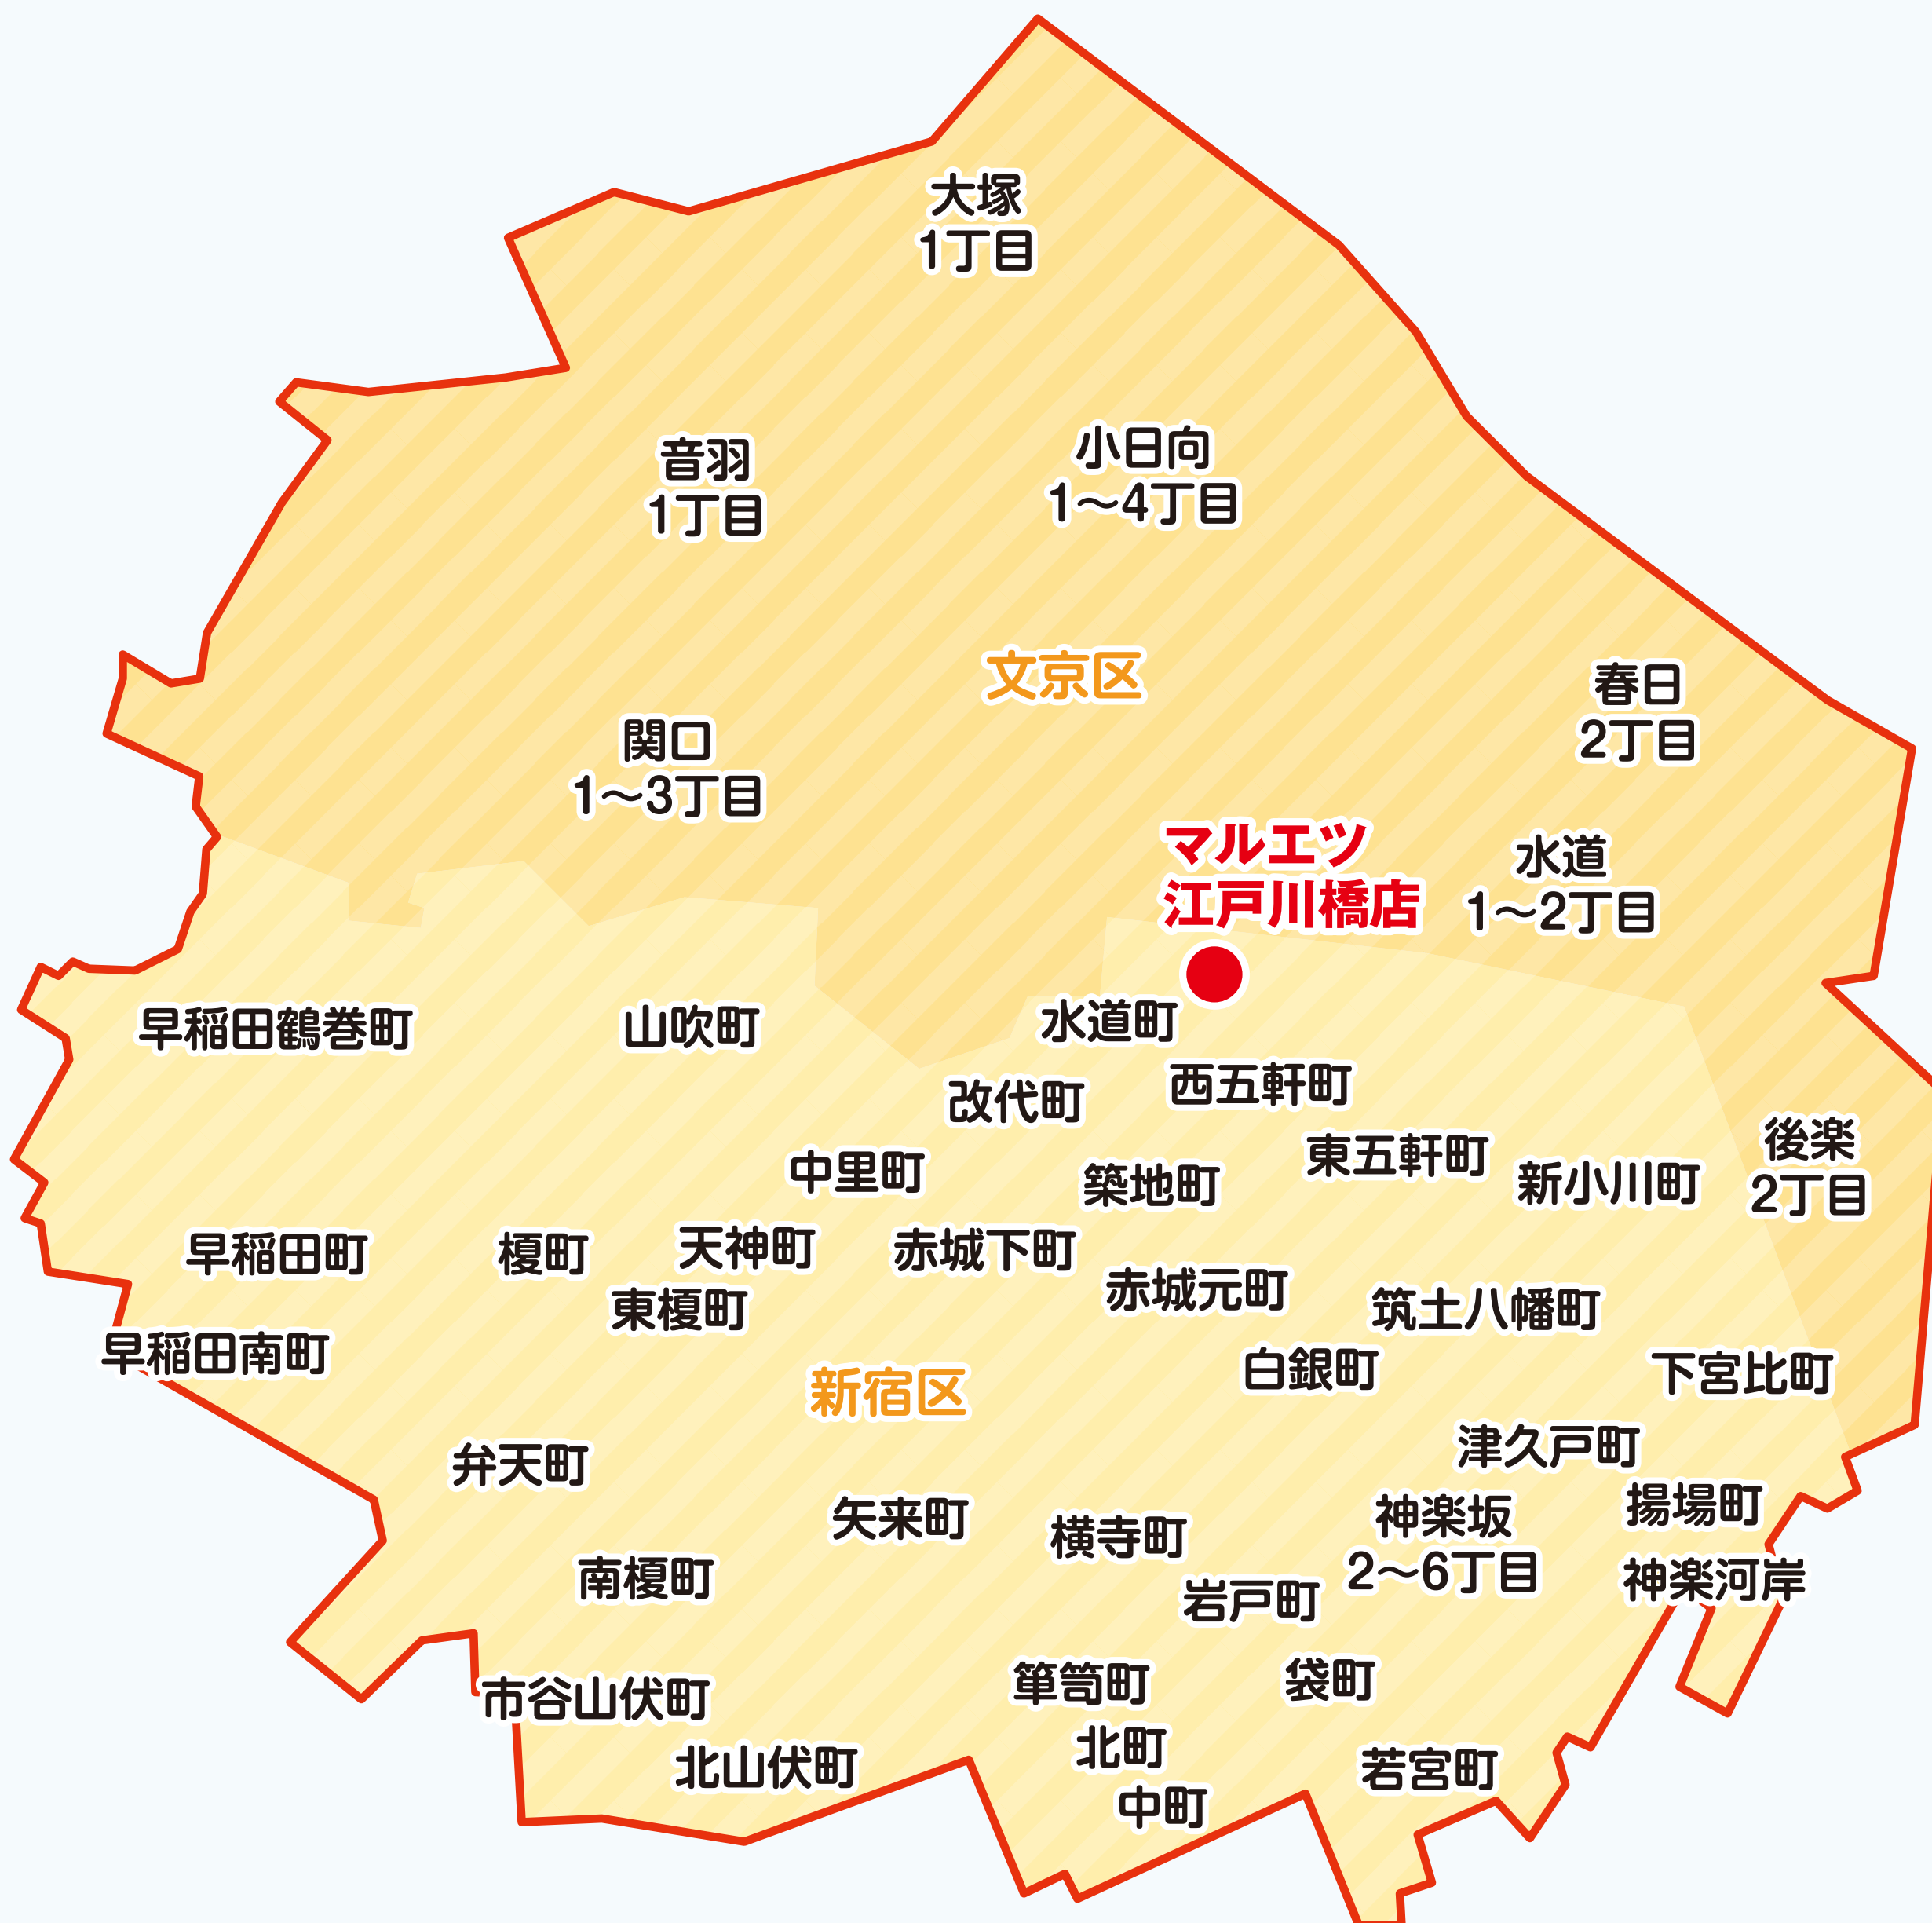 大塚
1丁目
音羽
1丁目
小日向
1〜4丁目
文京区
春日
2丁目
関口
1〜3丁目
マルエツ
江戸川橋店
水道
1〜2丁目
早稲田鶴巻町
山吹町
水道町
西五軒町
改代町
東五軒町
後楽
2丁目
中里町
築地町
新小川町
早稲田町
榎町
天神町
赤城下町
東榎町
赤城元町
筑土八幡町
早稲田南町
白銀町
下宮比町
新宿区
弁天町
津久戸町
矢来町
横寺町
神楽坂
2〜6丁目
揚場町
南榎町
岩戸町
神楽河岸
市谷山伏町
箪笥町
袋町
北山伏町
北町
若宮町
中町